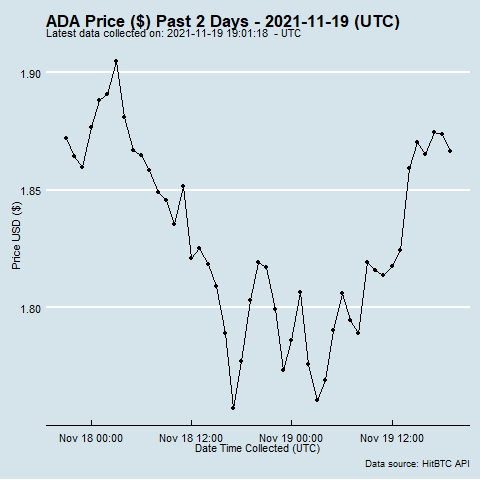 ADA Price ($) Past 2 Days - 2021-11-19 (UTC)
Latest data collected on: 2021-11-19 19:01:18 - UTC
1.90
1.85
1.80
Price USD ($)
Nov 18 00:00 Nov 18 12:00 Nov 19 00:00 Nov 19 12:00
Date Time Collected (UTC)
Data source: HitBTC API